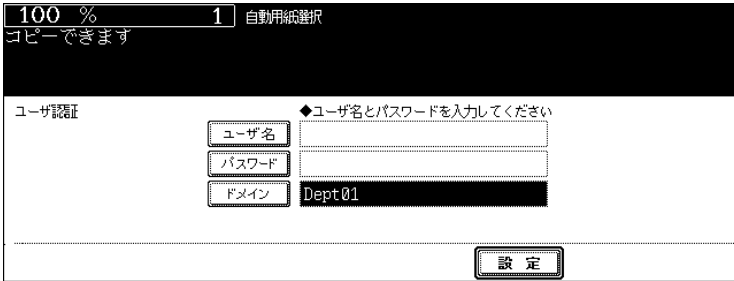 100 % 1 自動用紙選択
コピーできます
ユーザ認証 ◆ユーザ名とパスワードを入力してください
ユーザ名
パスワード
ドメイン Dept01
設 定